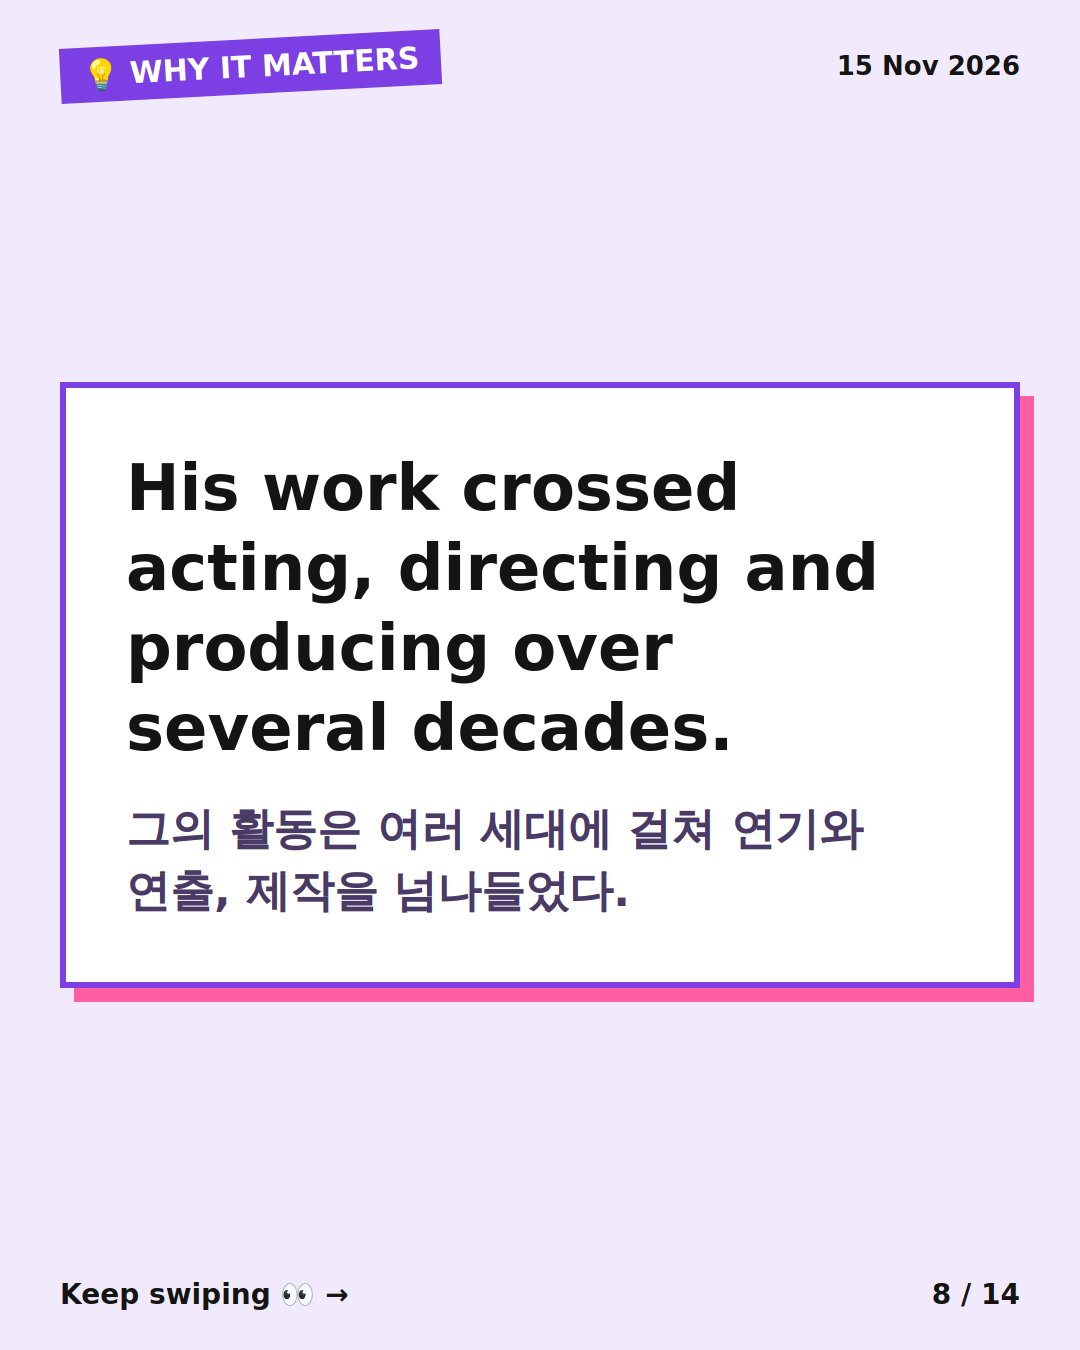 💡 WHY IT MATTERS
15 Nov 2026
His work crossed
acting, directing and
producing over
several decades.
그의 활동은 여러 세대에 걸쳐 연기와
연출, 제작을 넘나들었다.
Keep swiping 👀 →
8 / 14